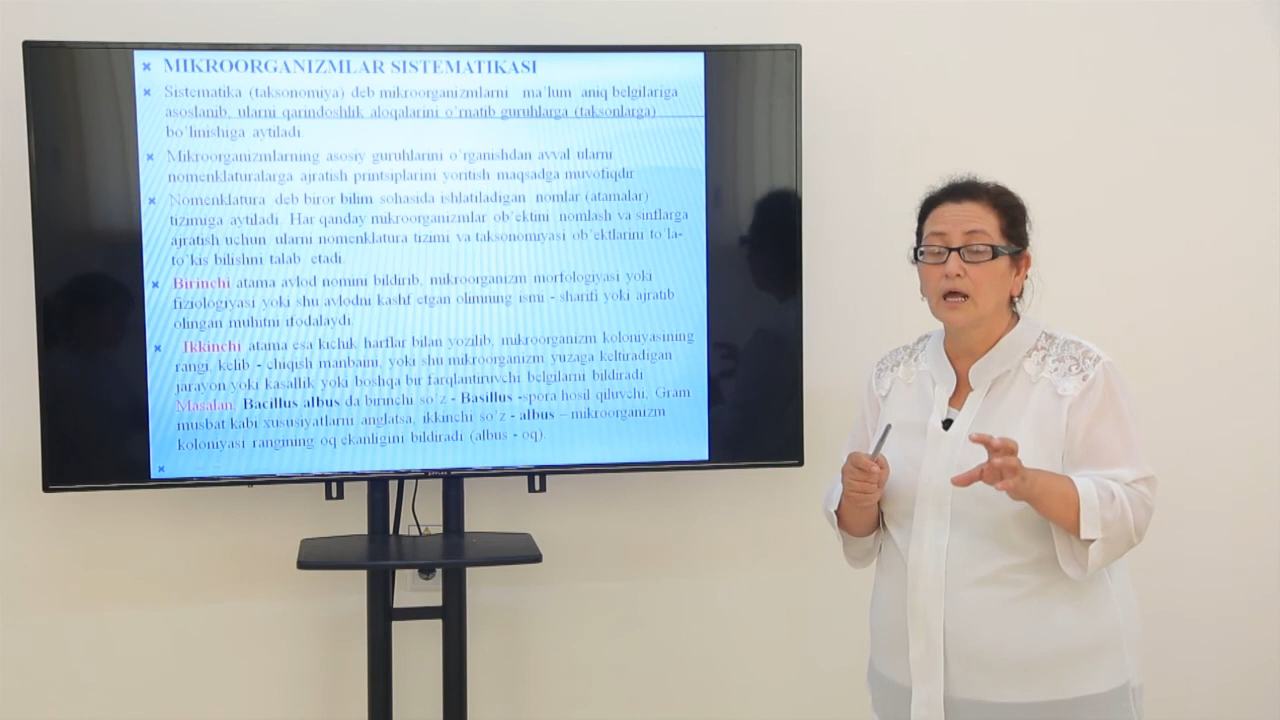 MIKROORGANIZMLAR SISTEMATIKASI
Sistematika (taksonomiya) deb mikroorganizmlarni ma'lum aniq belgilariga
asoslanib, ularni qarindoshlik aloqalarini o'rnatib guruhlarga (taksonlarga)
bo'linishiga aytiladi.
Mikroorganizmlarning asosiy guruhlarini o'rganishdan avval ularni
nomenklaturalarga ajratish printsiplarini yoritish maqsadga muvofiqdir
Nomenklatura deb biror bilim sohasida ishlatiladigan nomlar (atamalar)
tizimiga aytiladi. Har qanday mikroorganizmlar ob'ektini nomlash va sinflarga
ajratish uchun ularni nomenklatura tizimi va taksonomiyasi ob'ektlarini to'la-
to'kis bilishni talab etadi.
Birinchi atama avlod nomini bildirib, mikroorganizm morfologiyasi yoki
fiziologiyasi yoki shu avlodni kashf etgan olimning ismi - sharifi yoki ajratib
olingan muhitni ifodalaydi.
Ikkinchi atama esa kichik harflar bilan yozilib, mikroorganizm koloniyasining
rangi, kelib - chiqish manbaini, yoki shu mikroorganizm yuzaga keltiradigan
jarayon yoki kasallik yoki boshqa bir farqlantiruvchi belgilarni bildiradi
Masalan, Bacillus albus da birinchi so'z - Basillus -spora hosil qiluvchi, Gram
musbat kabi xususiyatlarni anglatsa, ikkinchi so'z - albus – mikroorganizm
koloniyasi rangining oq ekanligini bildiradi (albus - oq).